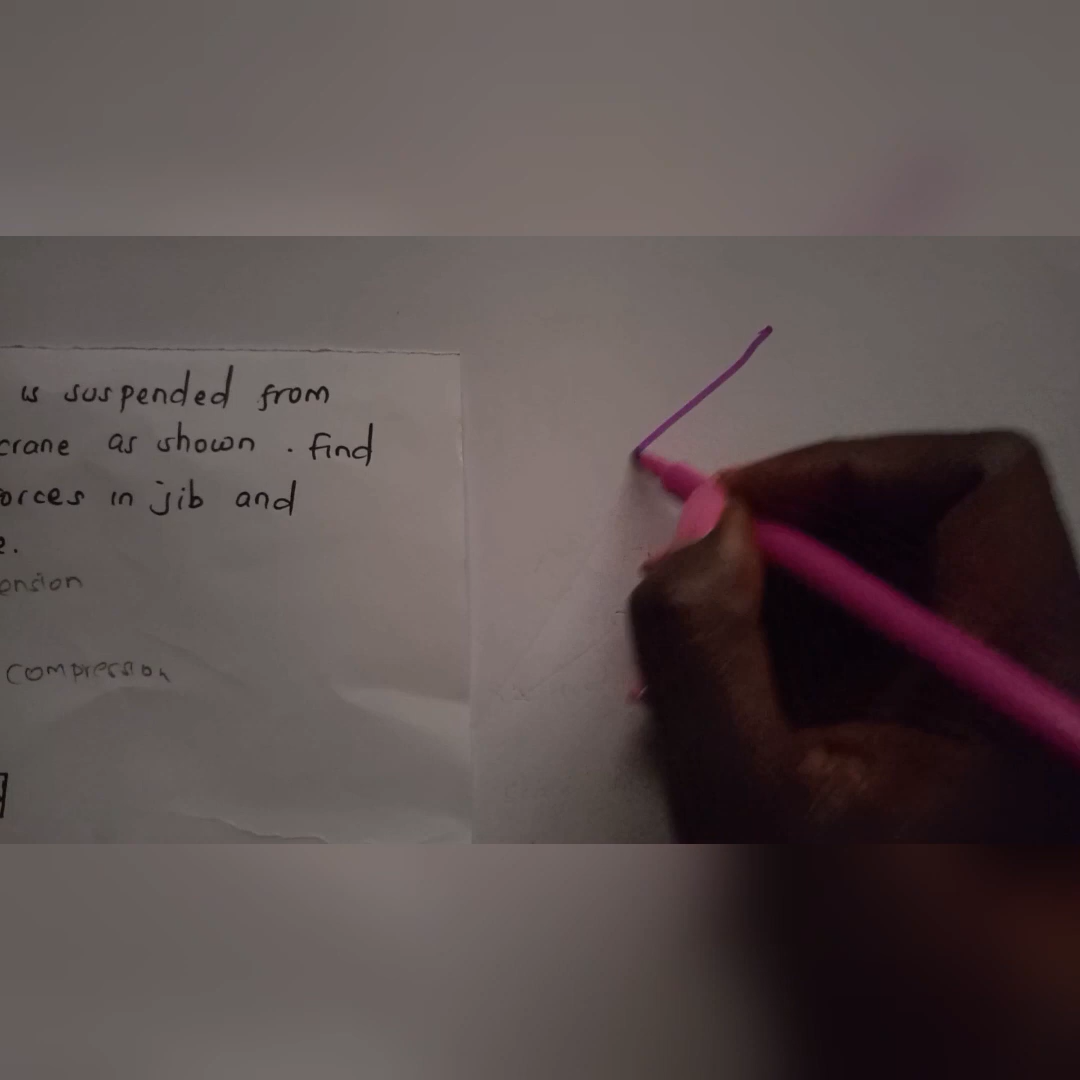 is suspended from
crane as shown . find
orces in jib and
e.
ension
compression